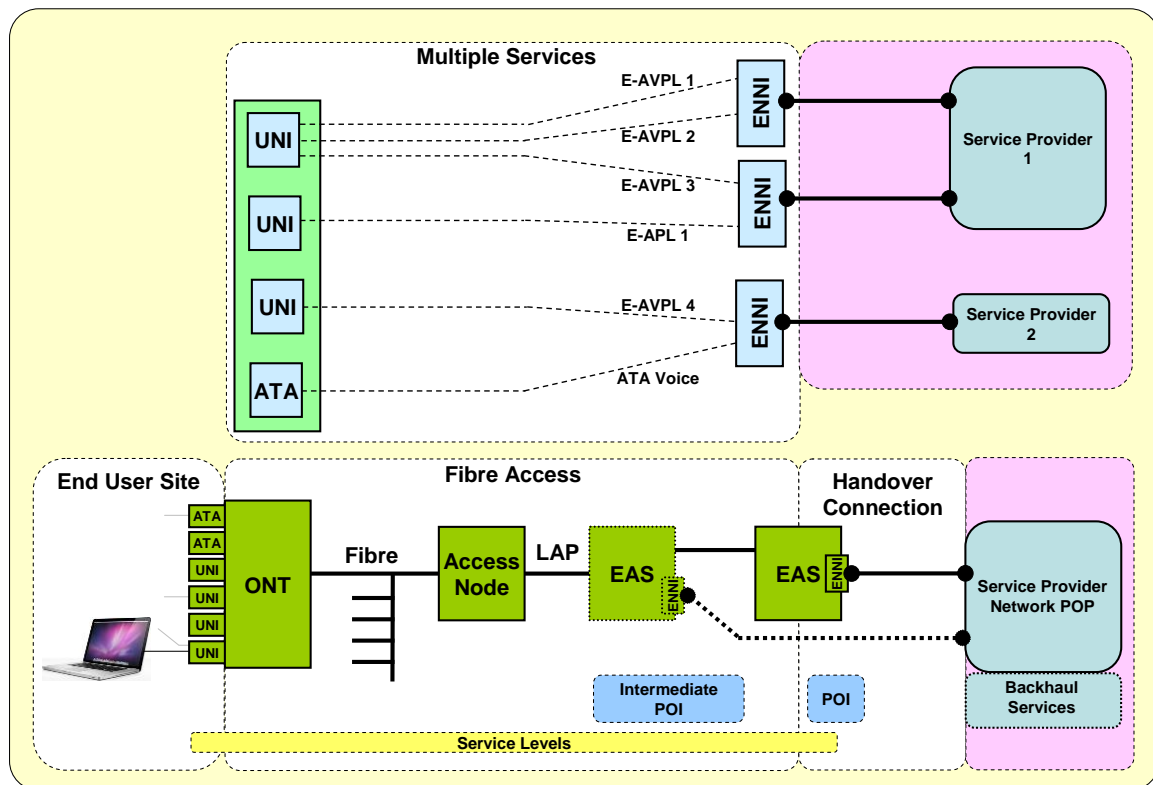 Multiple Services
E-AVPL 1
E-AVPL 2
E-AVPL 3
E-APL 1
E-AVPL 4
ATA Voice
UNI
UNI
UNI
ATA
ENNI
ENNI
ENNI
Service Provider
1
Service Provider
2
End User Site
Fibre Access
Handover
Connection
ATA
ATA
UNI
UNI
UNI
UNI
ONT
Fibre
Access
Node
LAP
EAS
ENNI
EAS
ENNI
Service Provider
Network POP
Intermediate
POI
POI
Backhaul
Services
Service Levels